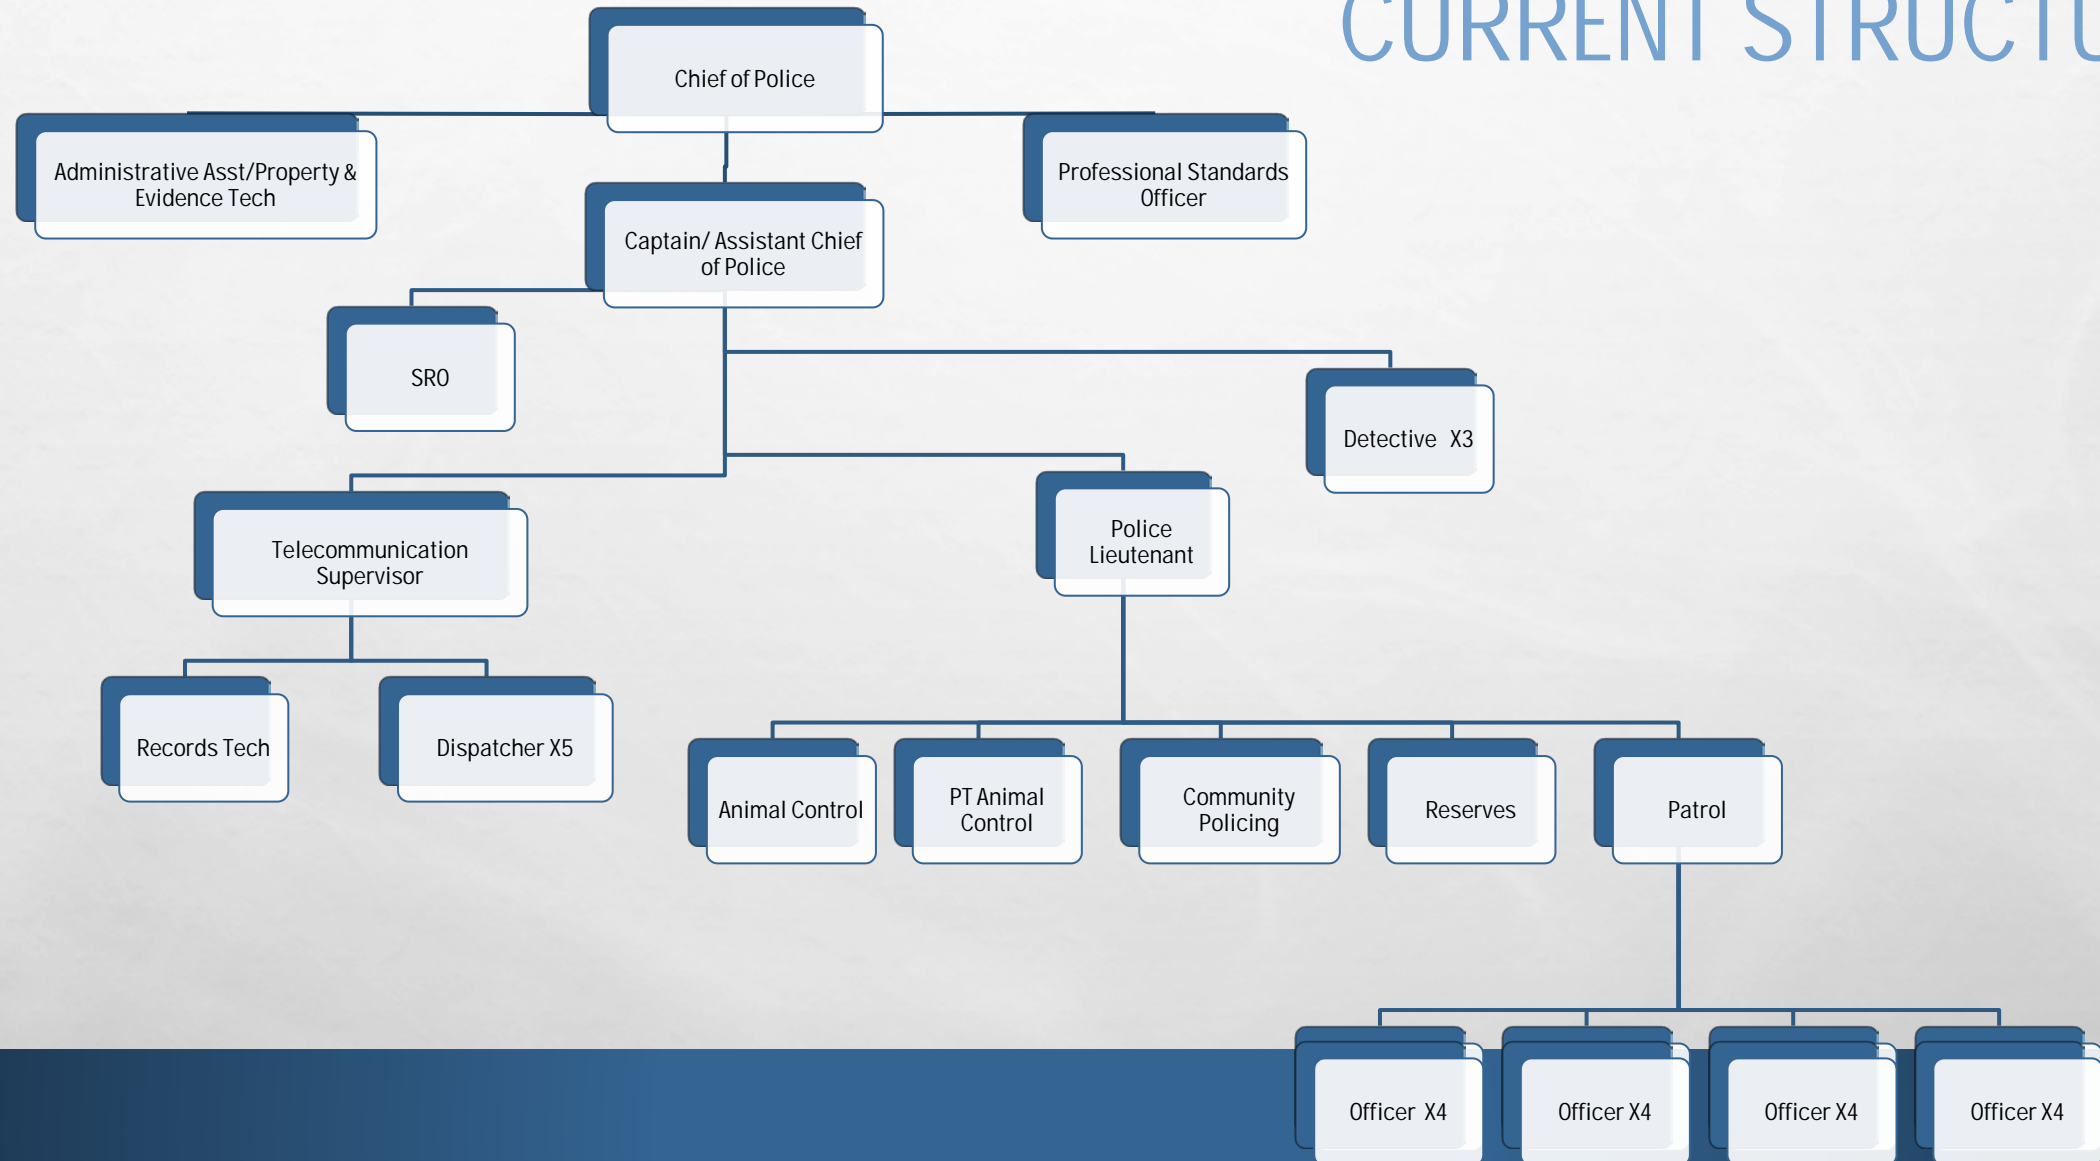 CURRENT STRUCTU
Chief of Police
Administrative Asst/Property &
Evidence Tech
Professional Standards
Officer
Captain/ Assistant Chief
of Police
SRO
Detective X3
Telecommunication
Supervisor
Police
Lieutenant
Records Tech
Dispatcher X5
Animal Control
PT Animal
Control
Community
Policing
Reserves
Patrol
Officer X4
Officer X4
Officer X4
Officer X4